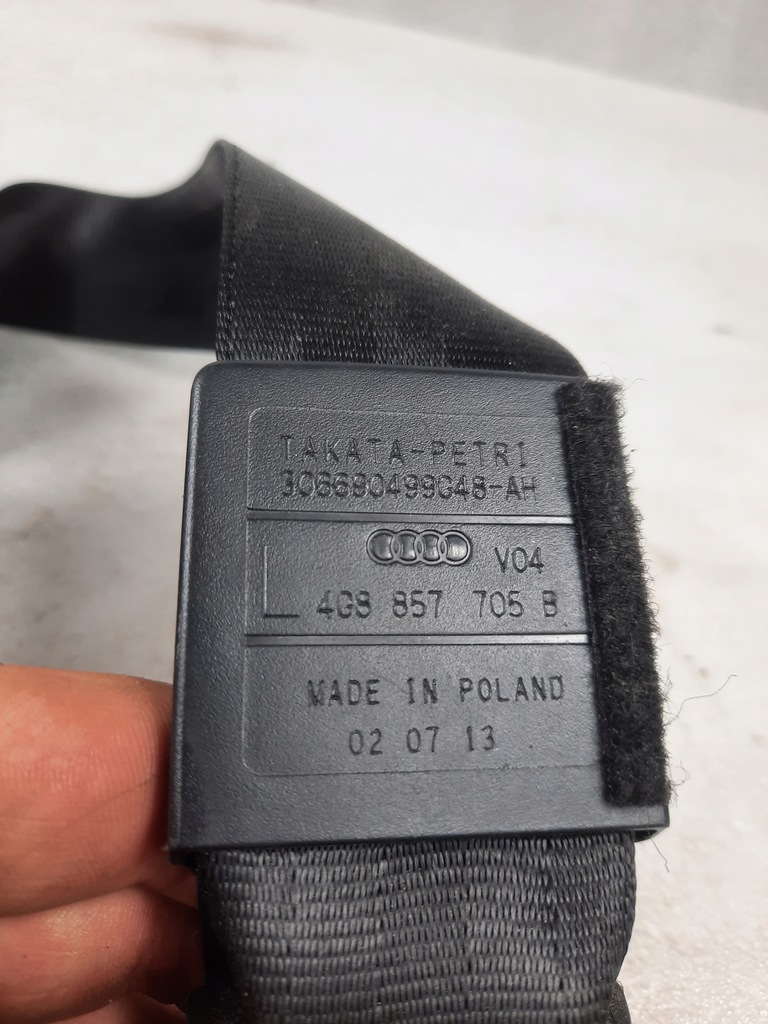 TAKATA-PETRI
306690499G48-AH
V04
L 4G8 857 705 B
MADE IN POLAND
02 07 13